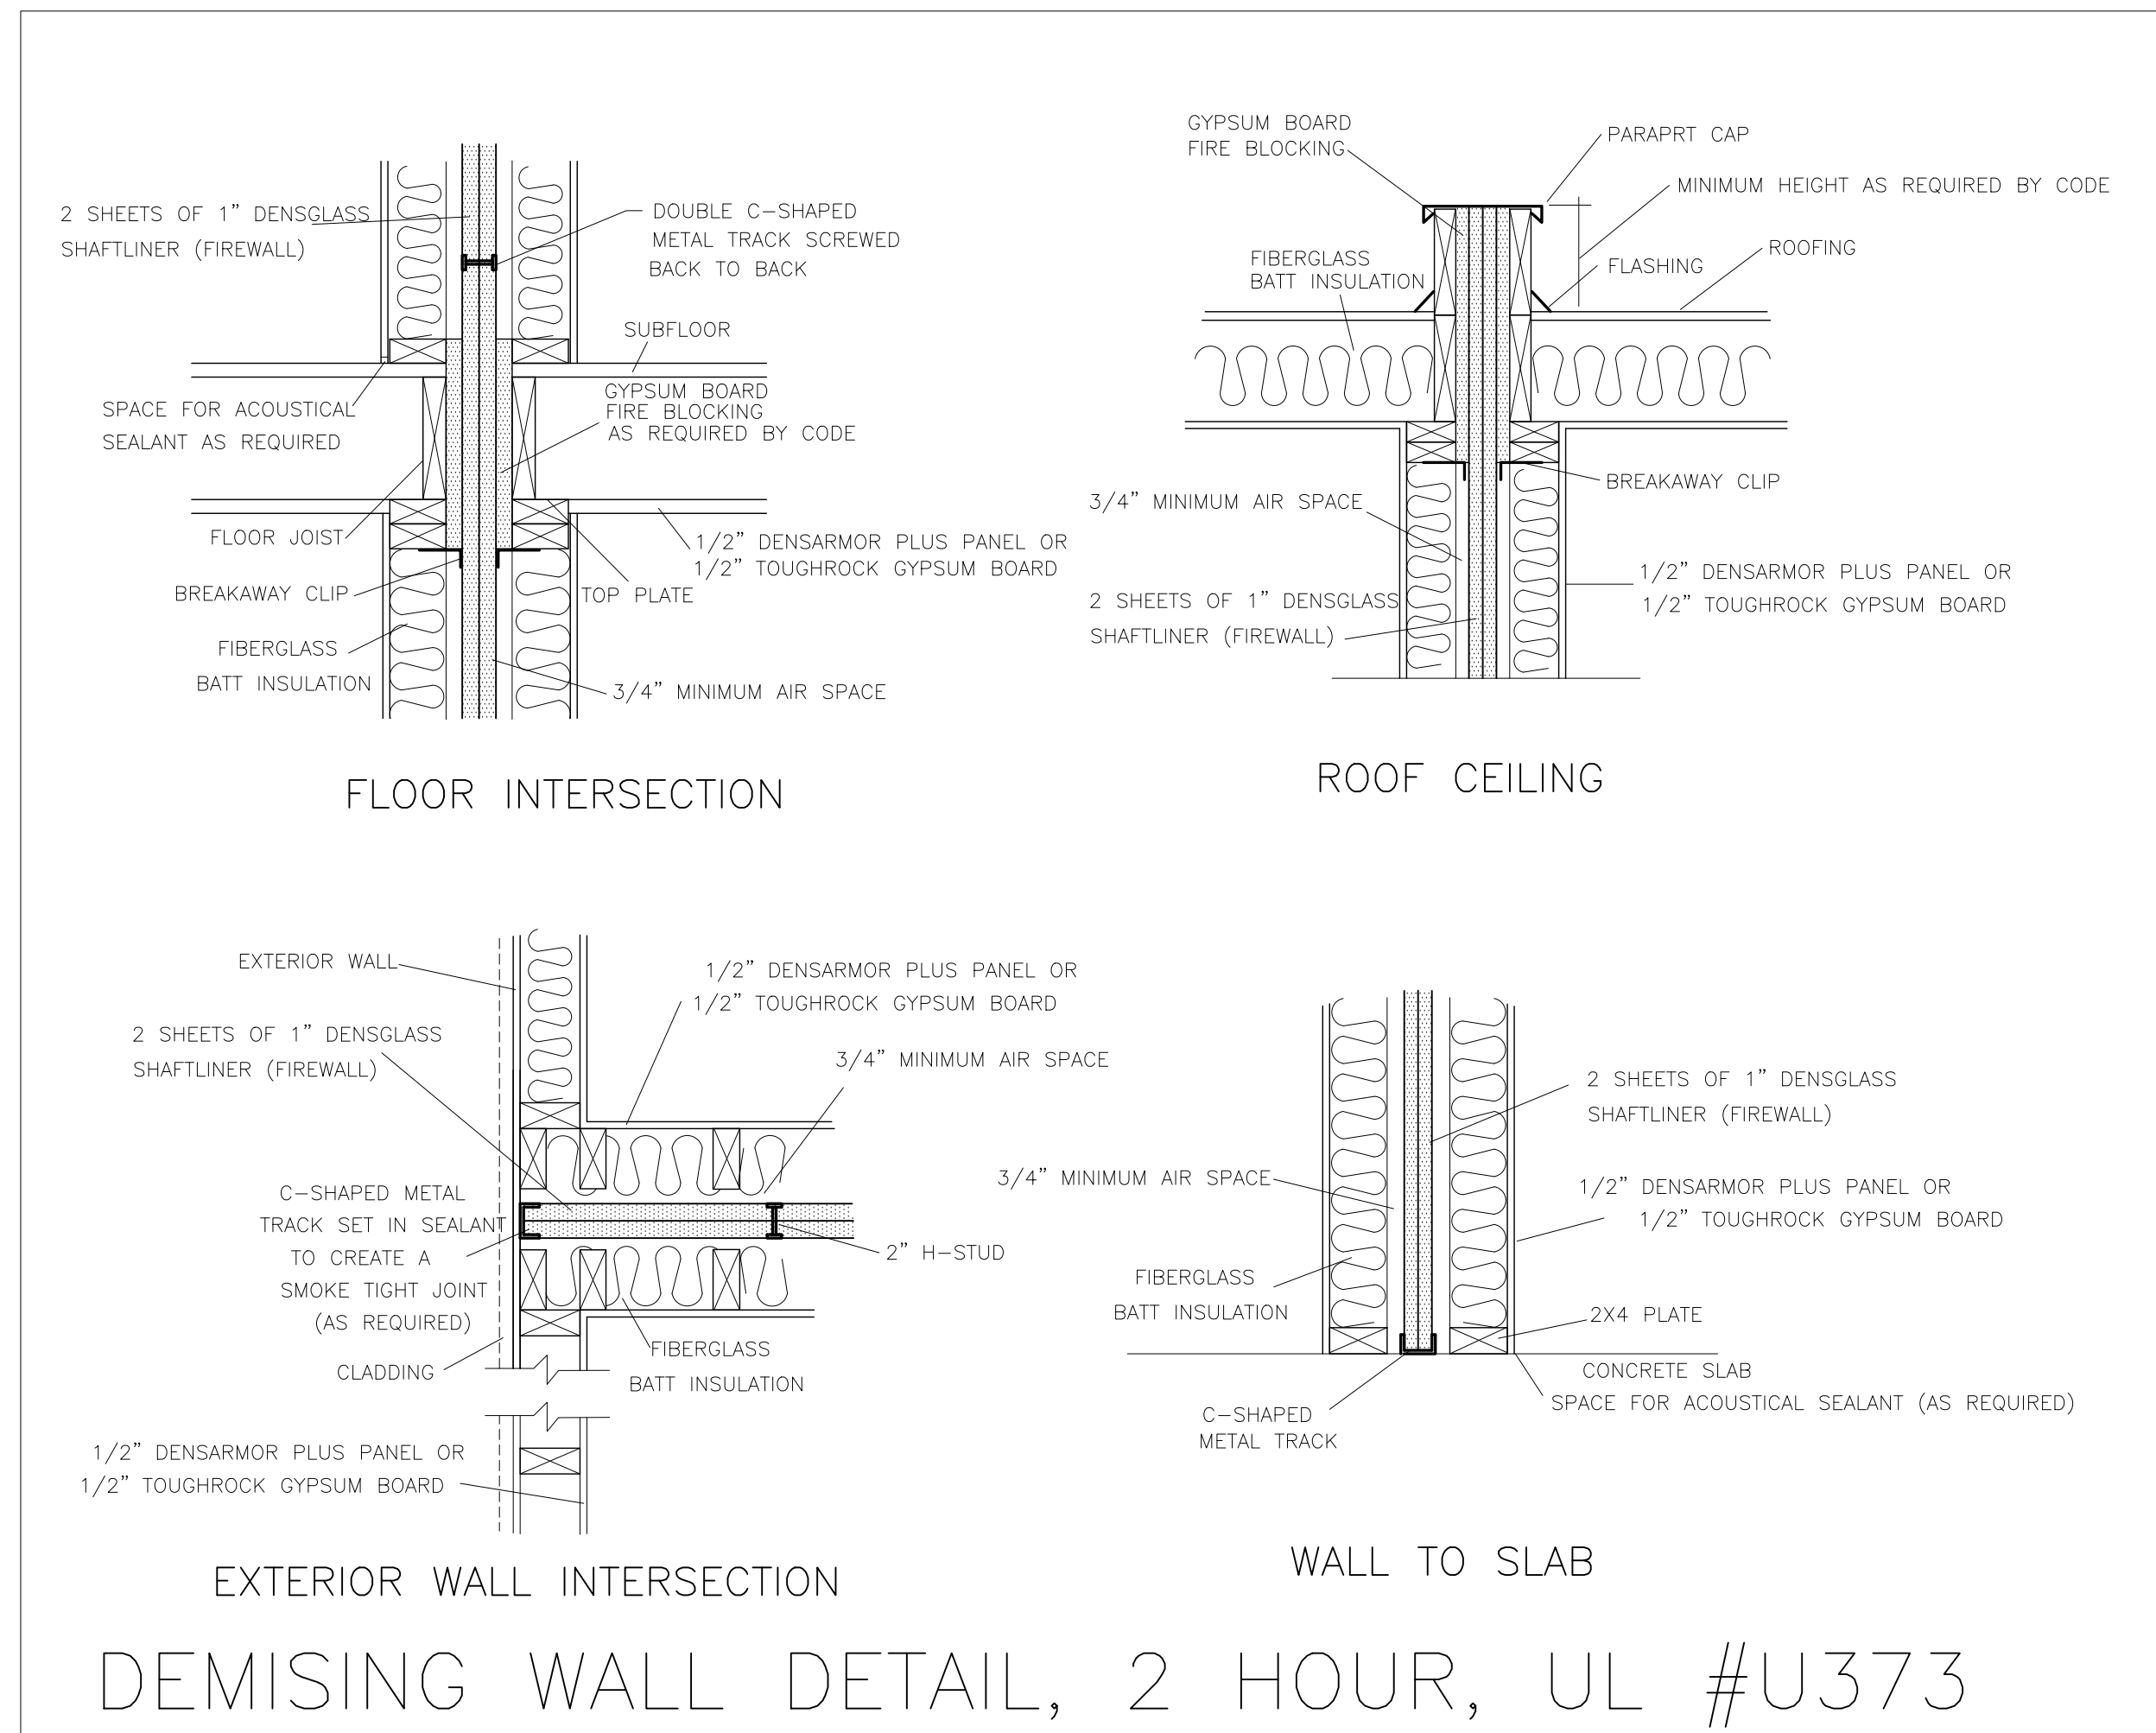 2 SHEETS OF 1" DENSGLASS
SHAFTLINER (FIREWALL)
DOUBLE C-SHAPED
METAL TRACK SCREWED
BACK TO BACK
SUBFLOOR
GYPSUM BOARD
FIRE BLOCKING
AS REQUIRED BY CODE
SPACE FOR ACOUSTICAL
SEALANT AS REQUIRED
FLOOR JOIST
BREAKAWAY CLIP
FIBERGLASS
BATT INSULATION
1/2" DENSARMOR PLUS PANEL OR
1/2" TOUGHROCK GYPSUM BOARD
TOP PLATE
3/4" MINIMUM AIR SPACE
FLOOR INTERSECTION
GYPSUM BOARD
FIRE BLOCKING
PARAPRT CAP
MINIMUM HEIGHT AS REQUIRED BY CODE
ROOFING
FLASHING
FIBERGLASS
BATT INSULATION
BREAKAWAY CLIP
3/4" MINIMUM AIR SPACE
1/2" DENSARMOR PLUS PANEL OR
1/2" TOUGHROCK GYPSUM BOARD
2 SHEETS OF 1" DENSGLASS
SHAFTLINER (FIREWALL)
ROOF CEILING
EXTERIOR WALL
1/2" DENSARMOR PLUS PANEL OR
1/2" TOUGHROCK GYPSUM BOARD
2 SHEETS OF 1" DENSGLASS
SHAFTLINER (FIREWALL)
3/4" MINIMUM AIR SPACE
C-SHAPED METAL
TRACK SET IN SEALANT
TO CREATE A
SMOKE TIGHT JOINT
(AS REQUIRED)
2" H-STUD
CLADDING
FIBERGLASS
BATT INSULATION
1/2" DENSARMOR PLUS PANEL OR
1/2" TOUGHROCK GYPSUM BOARD
EXTERIOR WALL INTERSECTION
2 SHEETS OF 1" DENSGLASS
SHAFTLINER (FIREWALL)
3/4" MINIMUM AIR SPACE
1/2" DENSARMOR PLUS PANEL OR
1/2" TOUGHROCK GYPSUM BOARD
FIBERGLASS
BATT INSULATION
2X4 PLATE
CONCRETE SLAB
SPACE FOR ACOUSTICAL SEALANT (AS REQUIRED)
C-SHAPED
METAL TRACK
WALL TO SLAB
DEMISING WALL DETAIL, 2 HOUR, UL #U373